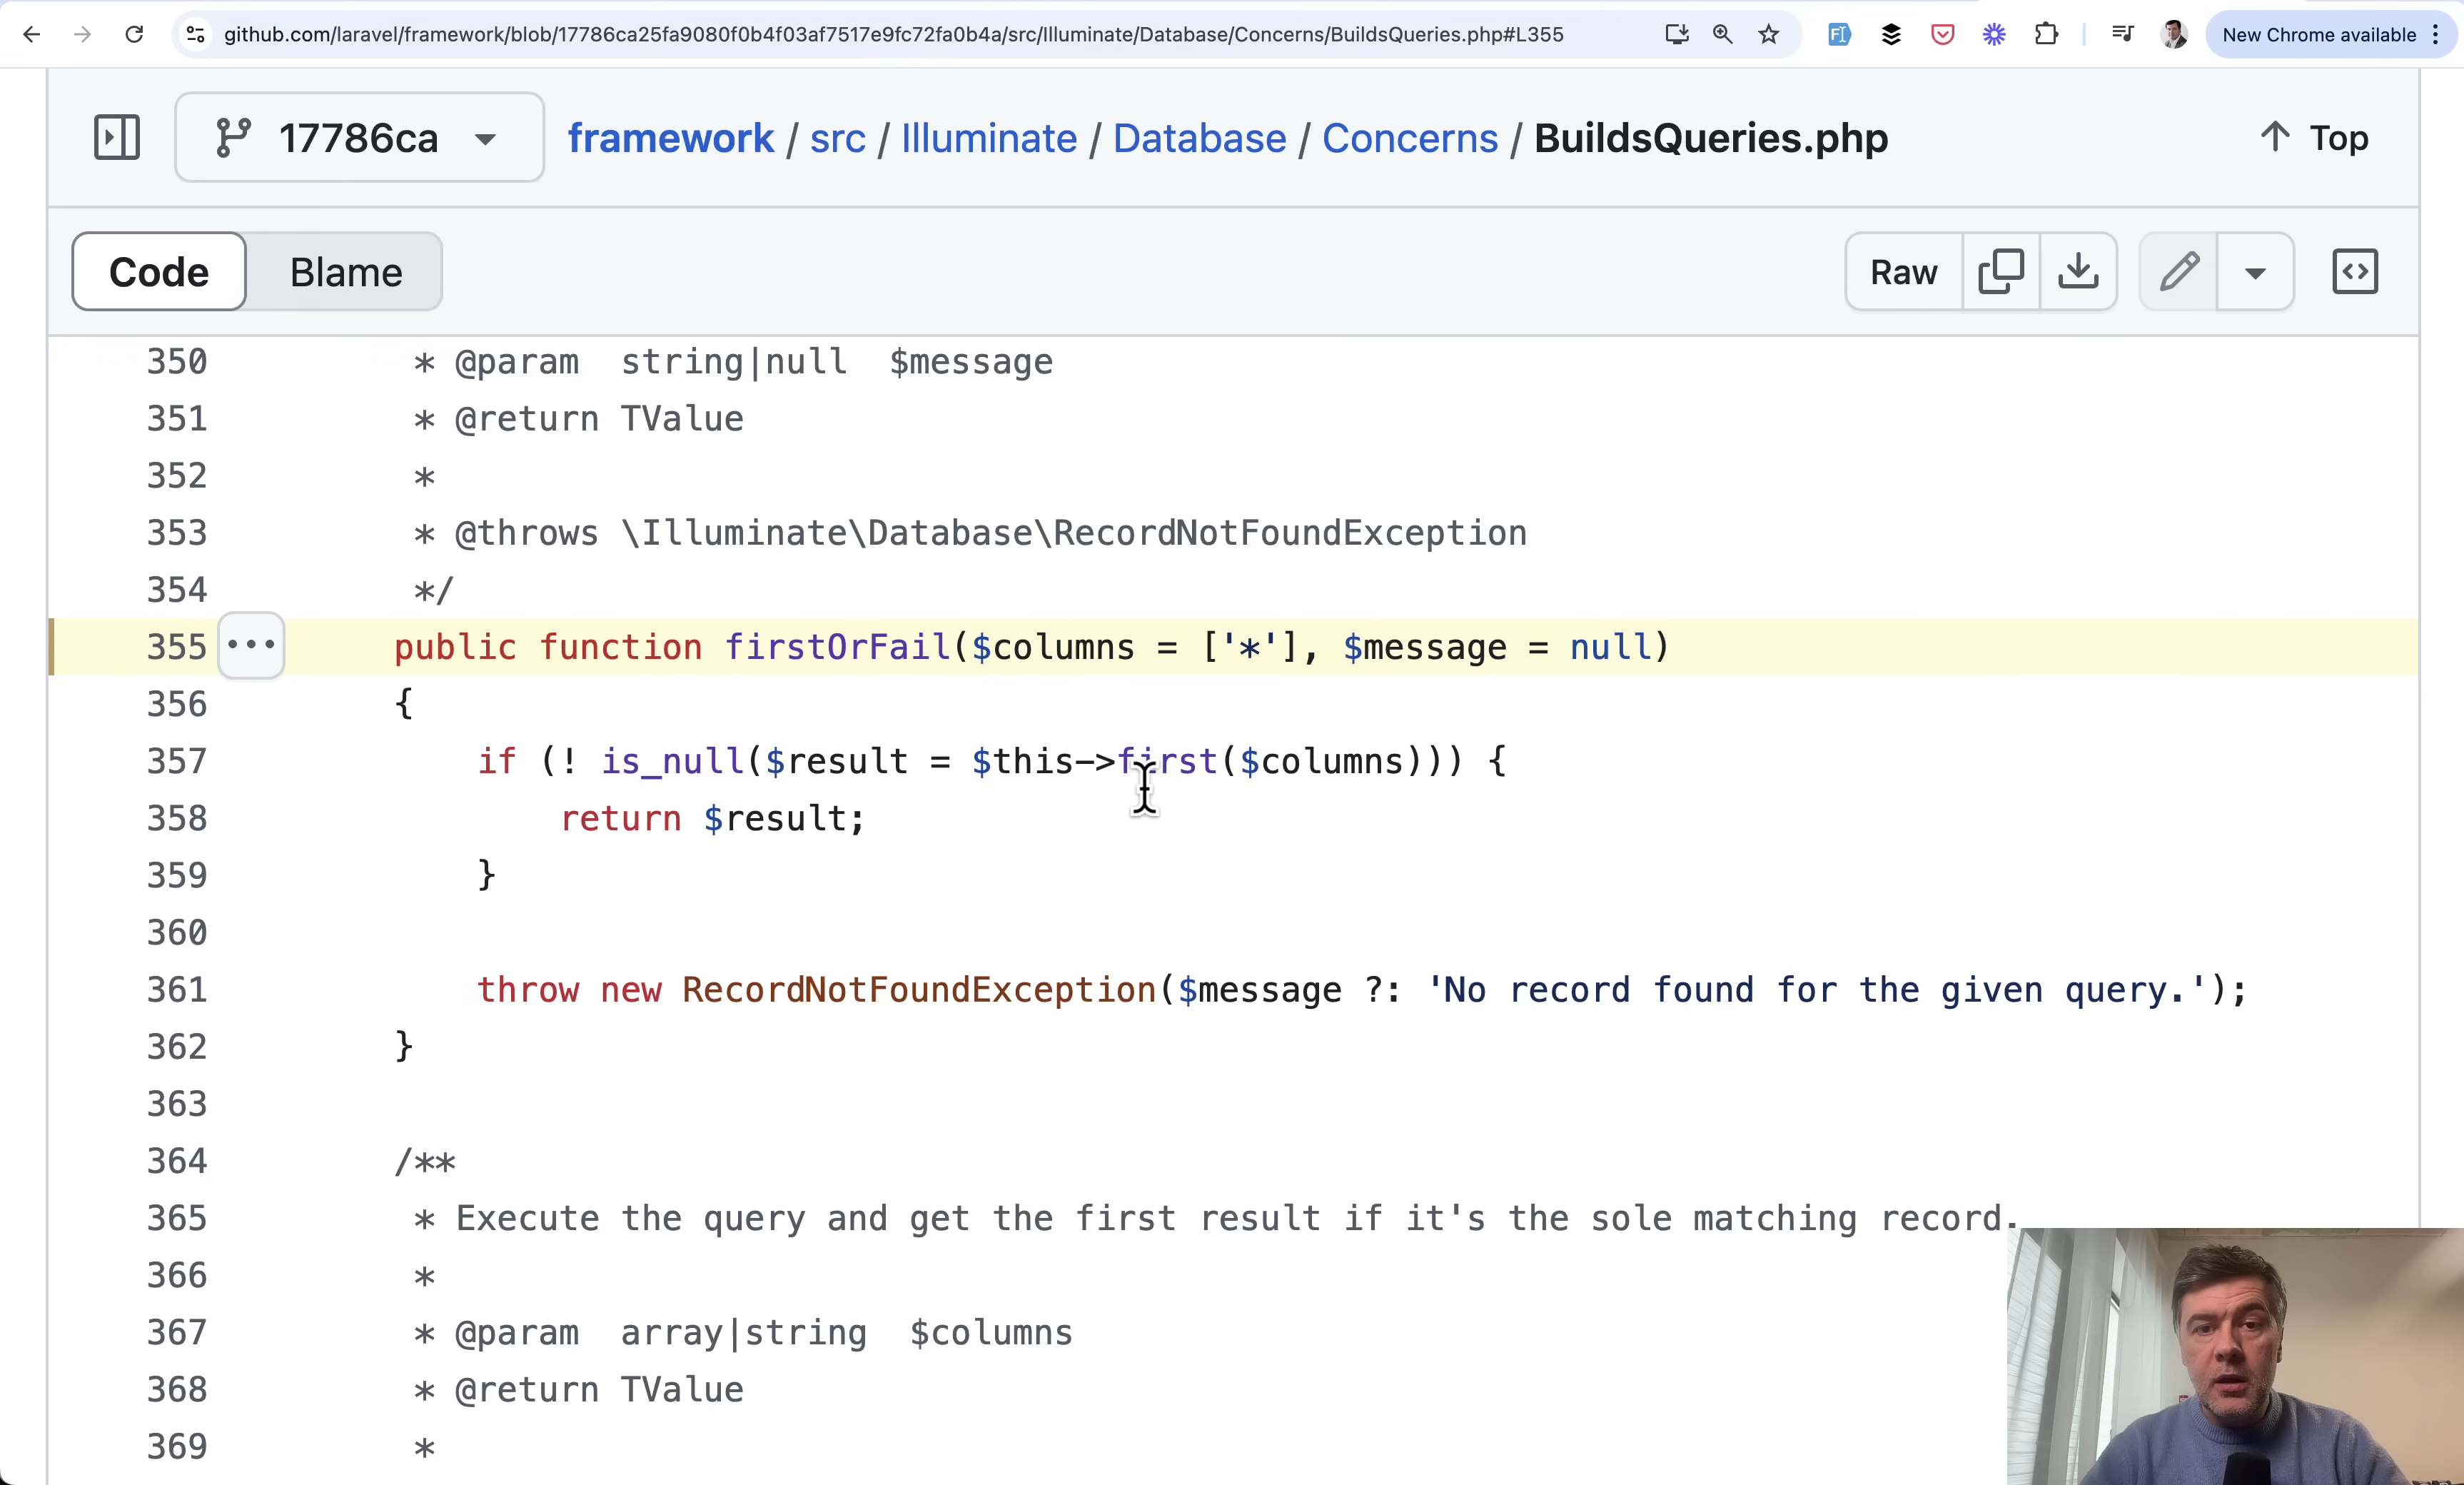 github.com/laravel/framework/blob/17786ca25fa9080f0b4f03af7517e9fc72fa0b4a/src/Illuminate/Database/Concerns/BuildsQueries.php#L355
New Chrome available
17786ca
framework / src / Illuminate / Database / Concerns / BuildsQueries.php
Top
Code
Blame
Raw
350 * @param  string|null  $message
351 * @return TValue
352 *
353 * @throws \Illuminate\Database\RecordNotFoundException
354 */
355 public function firstOrFail($columns = ['*'], $message = null)
356 {
357 if (! is_null($result = $this->first($columns))) {
358 return $result;
359 }
360
361 throw new RecordNotFoundException($message ?: 'No record found for the given query.');
362 }
363
364 /**
365 * Execute the query and get the first result if it's the sole matching record.
366 *
367 * @param  array|string  $columns
368 * @return TValue
369 *